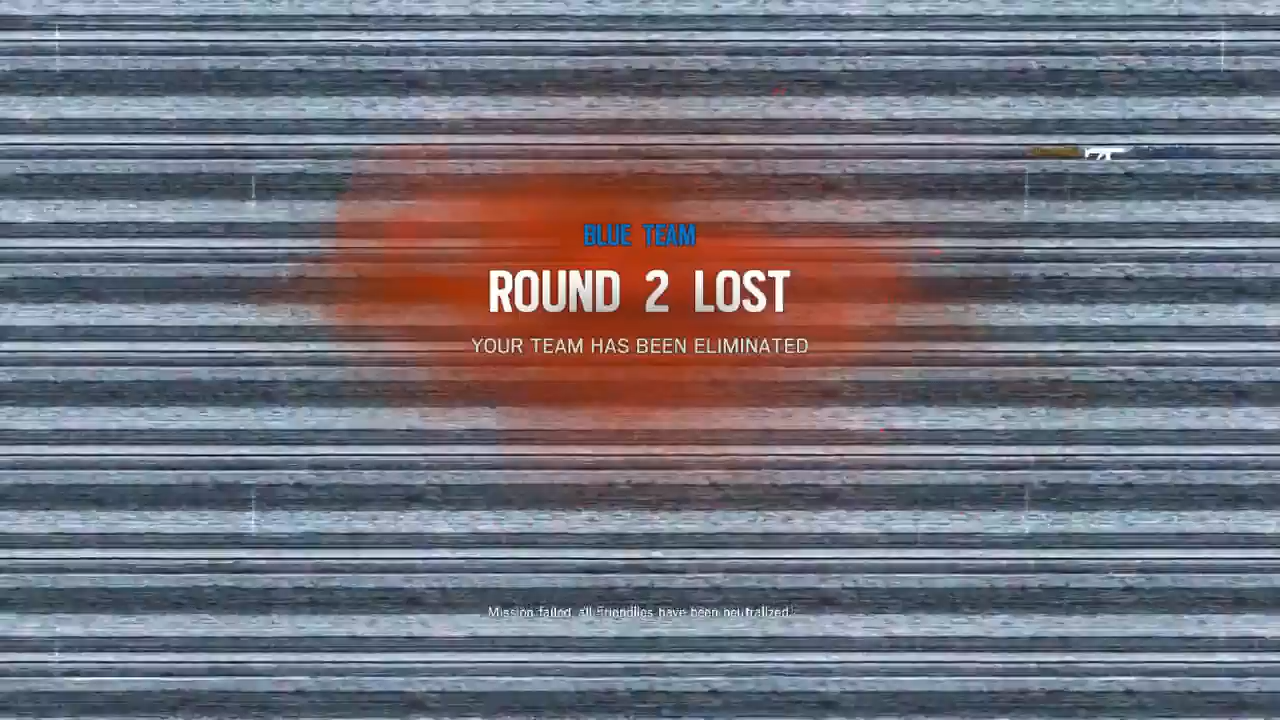 BLUE TEAM
ROUND 2 LOST
YOUR TEAM HAS BEEN ELIMINATED
Mission failed, all friendlies have been neutralized.